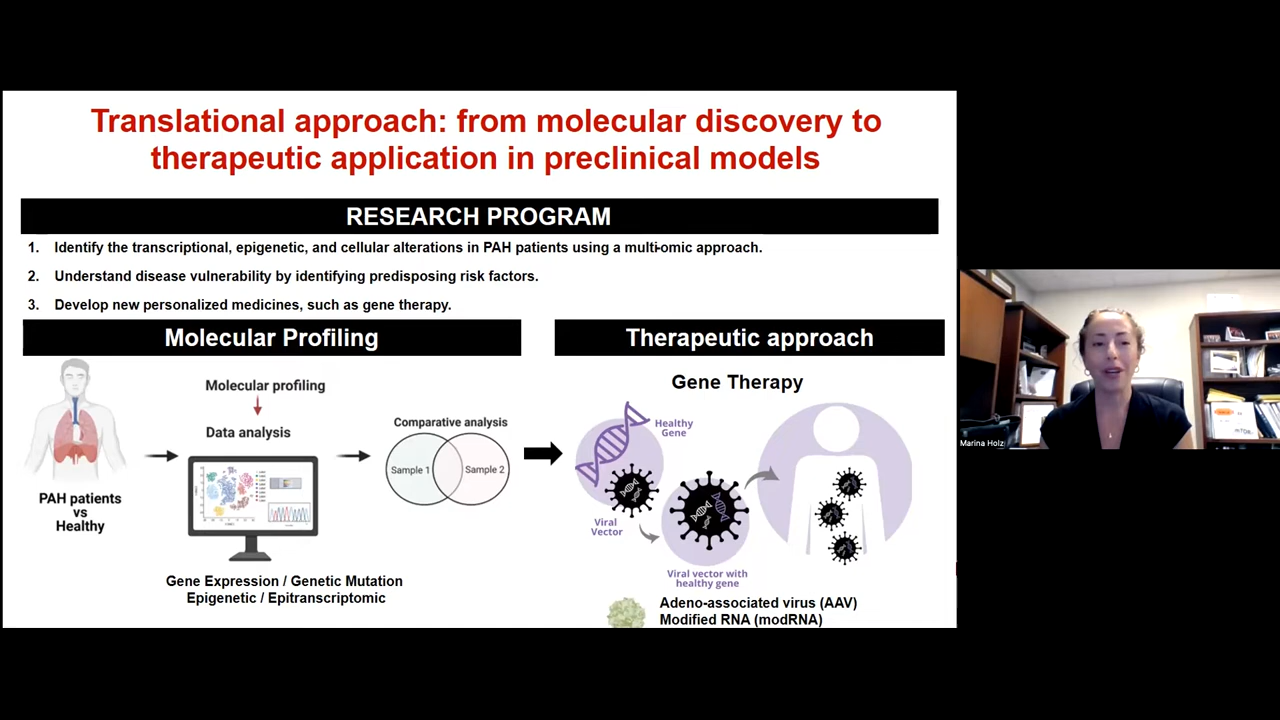 Translational approach: from molecular discovery to
therapeutic application in preclinical models
RESEARCH PROGRAM
1. Identify the transcriptional, epigenetic, and cellular alterations in PAH patients using a multi-omic approach.
2. Understand disease vulnerability by identifying predisposing risk factors.
3. Develop new personalized medicines, such as gene therapy.
Molecular Profiling
Molecular profiling
Data analysis
PAH patients
vs
Healthy
Comparative analysis
Sample 1
Sample 2
Gene Expression / Genetic Mutation
Epigenetic / Epitranscriptomic
Therapeutic approach
Gene Therapy
Healthy
Gene
Viral
Vector
Viral vector with
healthy gene
Adeno-associated virus (AAV)
Modified RNA (modRNA)
Marina Holz